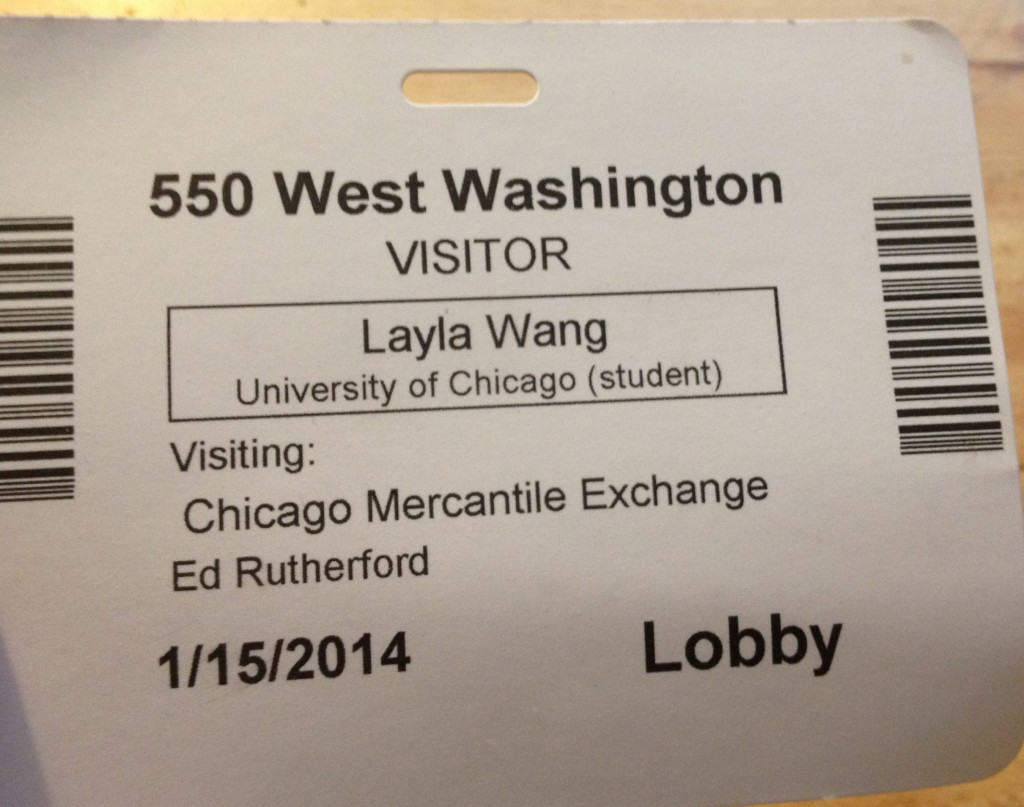 550 West Washington
VISITOR
Layla Wang
University of Chicago (student)
Visiting:
Chicago Mercantile Exchange
Ed Rutherford
1/15/2014 Lobby